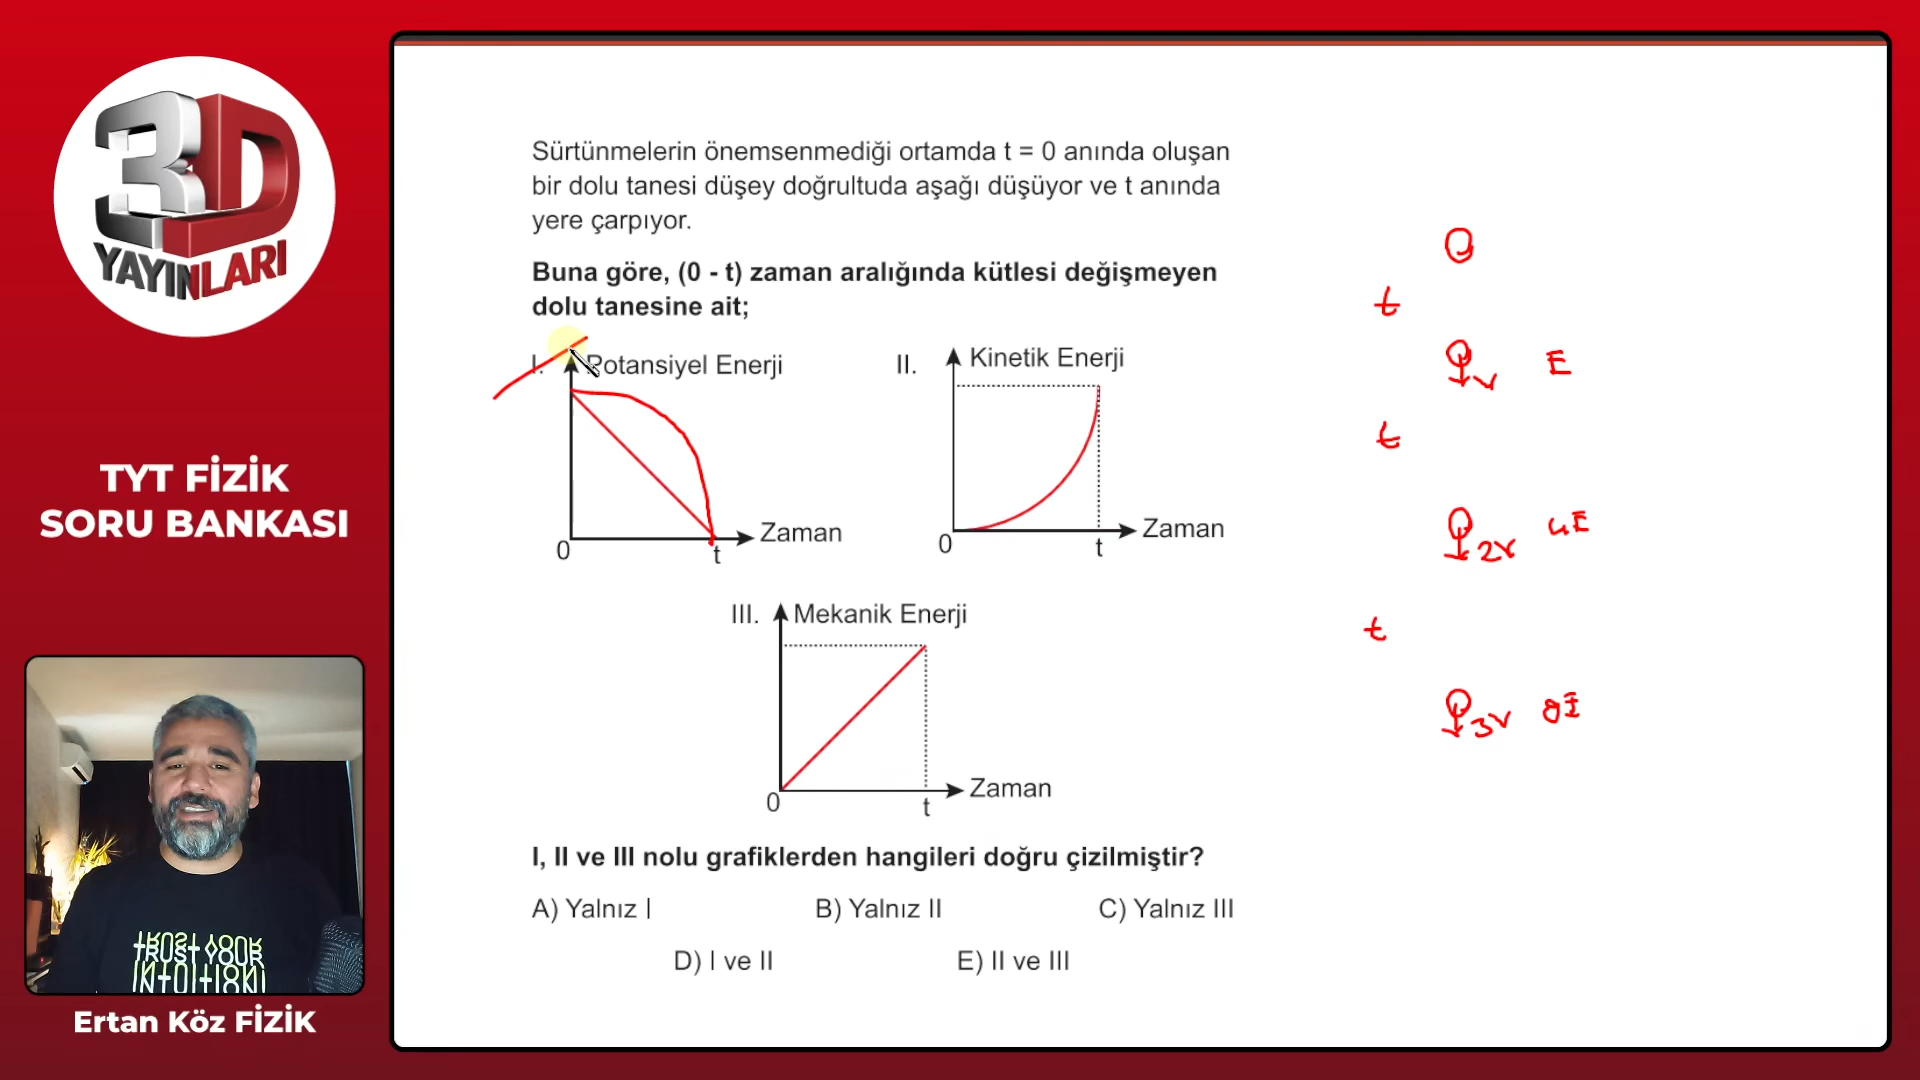 3D
YAYINLARI
TYT FİZİK
SORU BANKASI
TRUST YOUR
INTUITION!
Ertan Köz FİZİK
Sürtünmelerin önemsenmediği ortamda t = 0 anında oluşan
bir dolu tanesi düşey doğrultuda aşağı düşüyor ve t anında
yere çarpıyor.
Buna göre, (0 - t) zaman aralığında kütlesi değişmeyen
dolu tanesine ait;
I. Potansiyel Enerji
Zaman
0
t
II. Kinetik Enerji
Zaman
0
t
III. Mekanik Enerji
Zaman
0
t
I, II ve III nolu grafiklerden hangileri doğru çizilmiştir?
A) Yalnız I
B) Yalnız II
C) Yalnız III
D) I ve II
E) II ve III
t
v E
t
2v 4E
t
3v